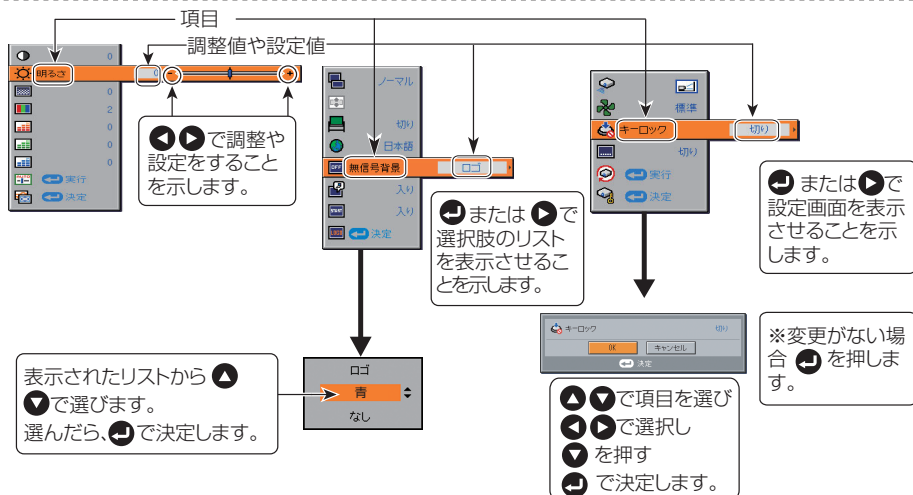 項目
調整値や設定値
0
明るさ 0 － ＋
0
2
0
0
0
実行
決定
◀▶で調整や
設定をすること
を示します。
ノーマル
切り
日本語
無信号背景 ロゴ
入り
入り
決定
⏎ または ▶ で
選択肢のリスト
を表示させるこ
とを示します。
標準
キーロック 切り
切り
実行
決定
⏎ または▶で
設定画面を表示
させることを示
します。
表示されたリストから ▲
▼で選びます。
選んだら、⏎ で決定します。
ロゴ
青
なし
キーロック 切り
OK キャンセル
決定
▲▼で項目を選び
◀▶で選択し
▼ を押す
⏎ で決定します。
※変更がない場
合 ⏎ を押しま
す。